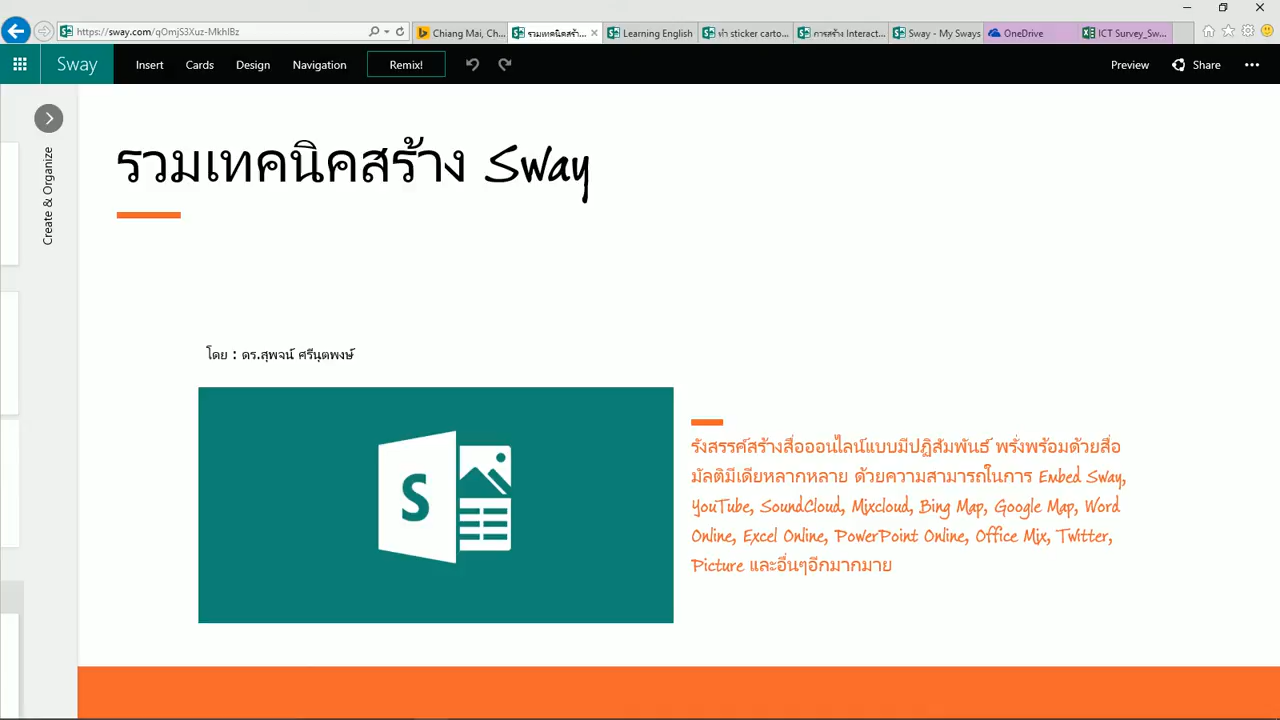 https://sway.com/qOmjS3Xuz-MkhlBz
Chiang Mai, Ch...
รวมเทคนิคสร้า...
Learning English
ทำ sticker carto...
การสร้าง Interact...
Sway - My Sways
OneDrive
ICT Survey_Sw...
Sway
Insert
Cards
Design
Navigation
Remix!
Preview
Share
Create & Organize
รวมเทคนิคสร้าง Sway
โดย : ดร.สุพจน์ ศรีนุตพงษ์
S
รังสรรค์สร้างสื่อออนไลน์แบบมีปฏิสัมพันธ์ พรั่งพร้อมด้วยสื่อ
มัลติมีเดียหลากหลาย ด้วยความสามารถในการ Embed Sway,
YouTube, SoundCloud, Mixcloud, Bing Map, Google Map, Word
Online, Excel Online, PowerPoint Online, Office Mix, Twitter,
Picture และอื่นๆอีกมากมาย